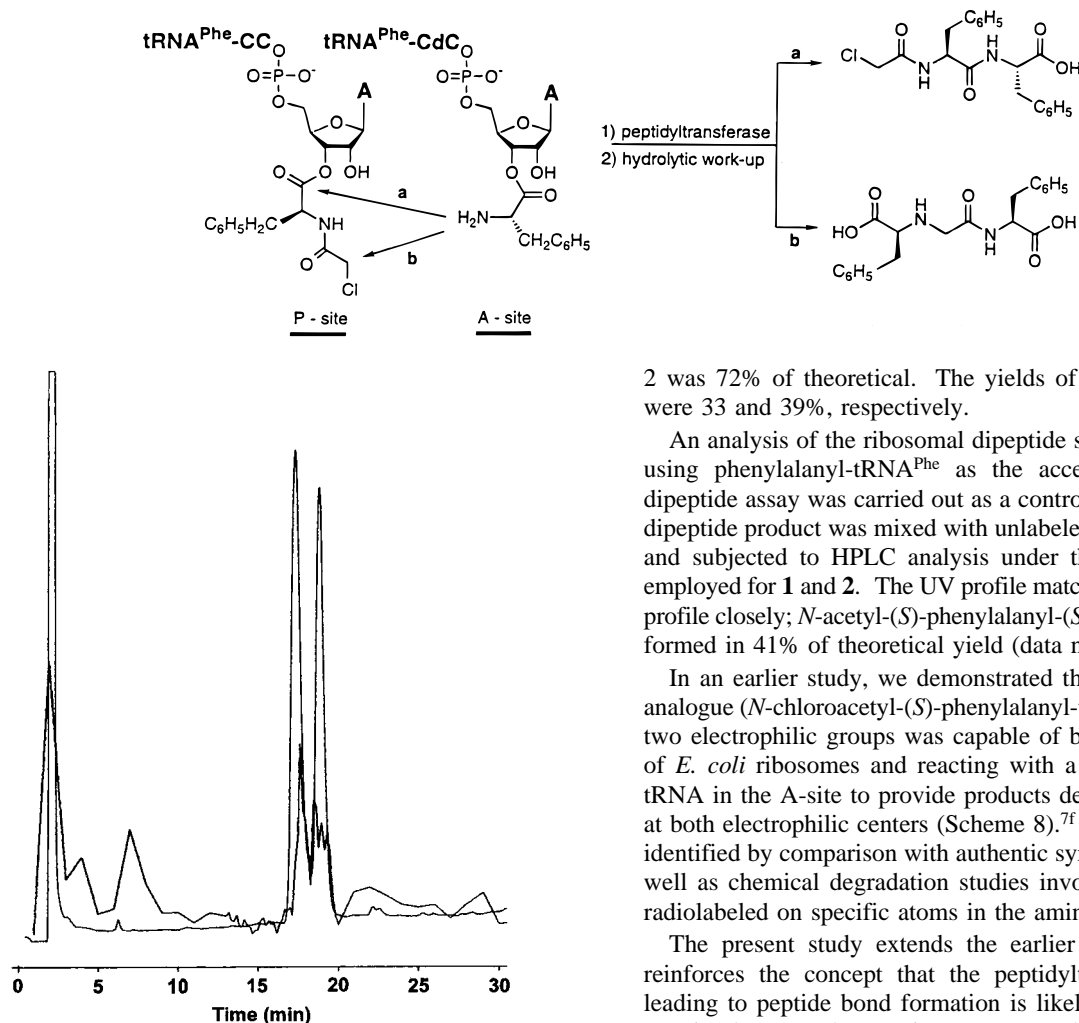 tRNAPhe-CC tRNAPhe-CdC
O O
O=P-O- O=P-O-
O A O A
O O
O OH O OH
O O
a
C6H5H2C NH H2N CH2C6H5
O b
Cl
P - site A - site
1) peptidyltransferase
2) hydrolytic work-up
a
C6H5
Cl O H N N H O OH
O C6H5
b
O H N O C6H5
HO N H OH
C6H5 O
0 5 10 15 20 25 30
Time (min)
2 was 72% of theoretical. The yields of
were 33 and 39%, respectively.
An analysis of the ribosomal dipeptide s
using phenylalanyl-tRNAPhe as the acce
dipeptide assay was carried out as a control
dipeptide product was mixed with unlabele
and subjected to HPLC analysis under th
employed for 1 and 2. The UV profile matc
profile closely; N-acetyl-(S)-phenylalanyl-(S
formed in 41% of theoretical yield (data n
In an earlier study, we demonstrated th
analogue (N-chloroacetyl-(S)-phenylalanyl-
two electrophilic groups was capable of b
of E. coli ribosomes and reacting with a
tRNA in the A-site to provide products de
at both electrophilic centers (Scheme 8).7f
identified by comparison with authentic syn
well as chemical degradation studies invo
radiolabeled on specific atoms in the amin
The present study extends the earlier
reinforces the concept that the peptidylt
leading to peptide bond formation is likel